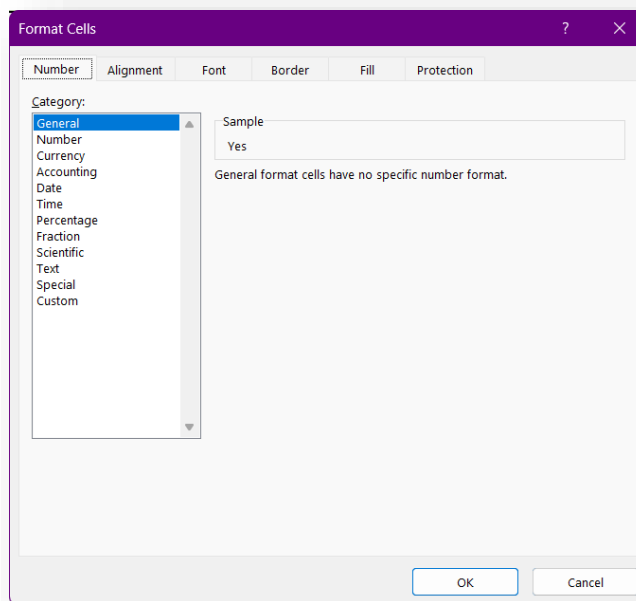 Format Cells ?
Number Alignment Font Border Fill Protection
Category:
General
Number
Currency
Accounting
Date
Time
Percentage
Fraction
Scientific
Text
Special
Custom
Sample
Yes
General format cells have no specific number format.
OK Cancel